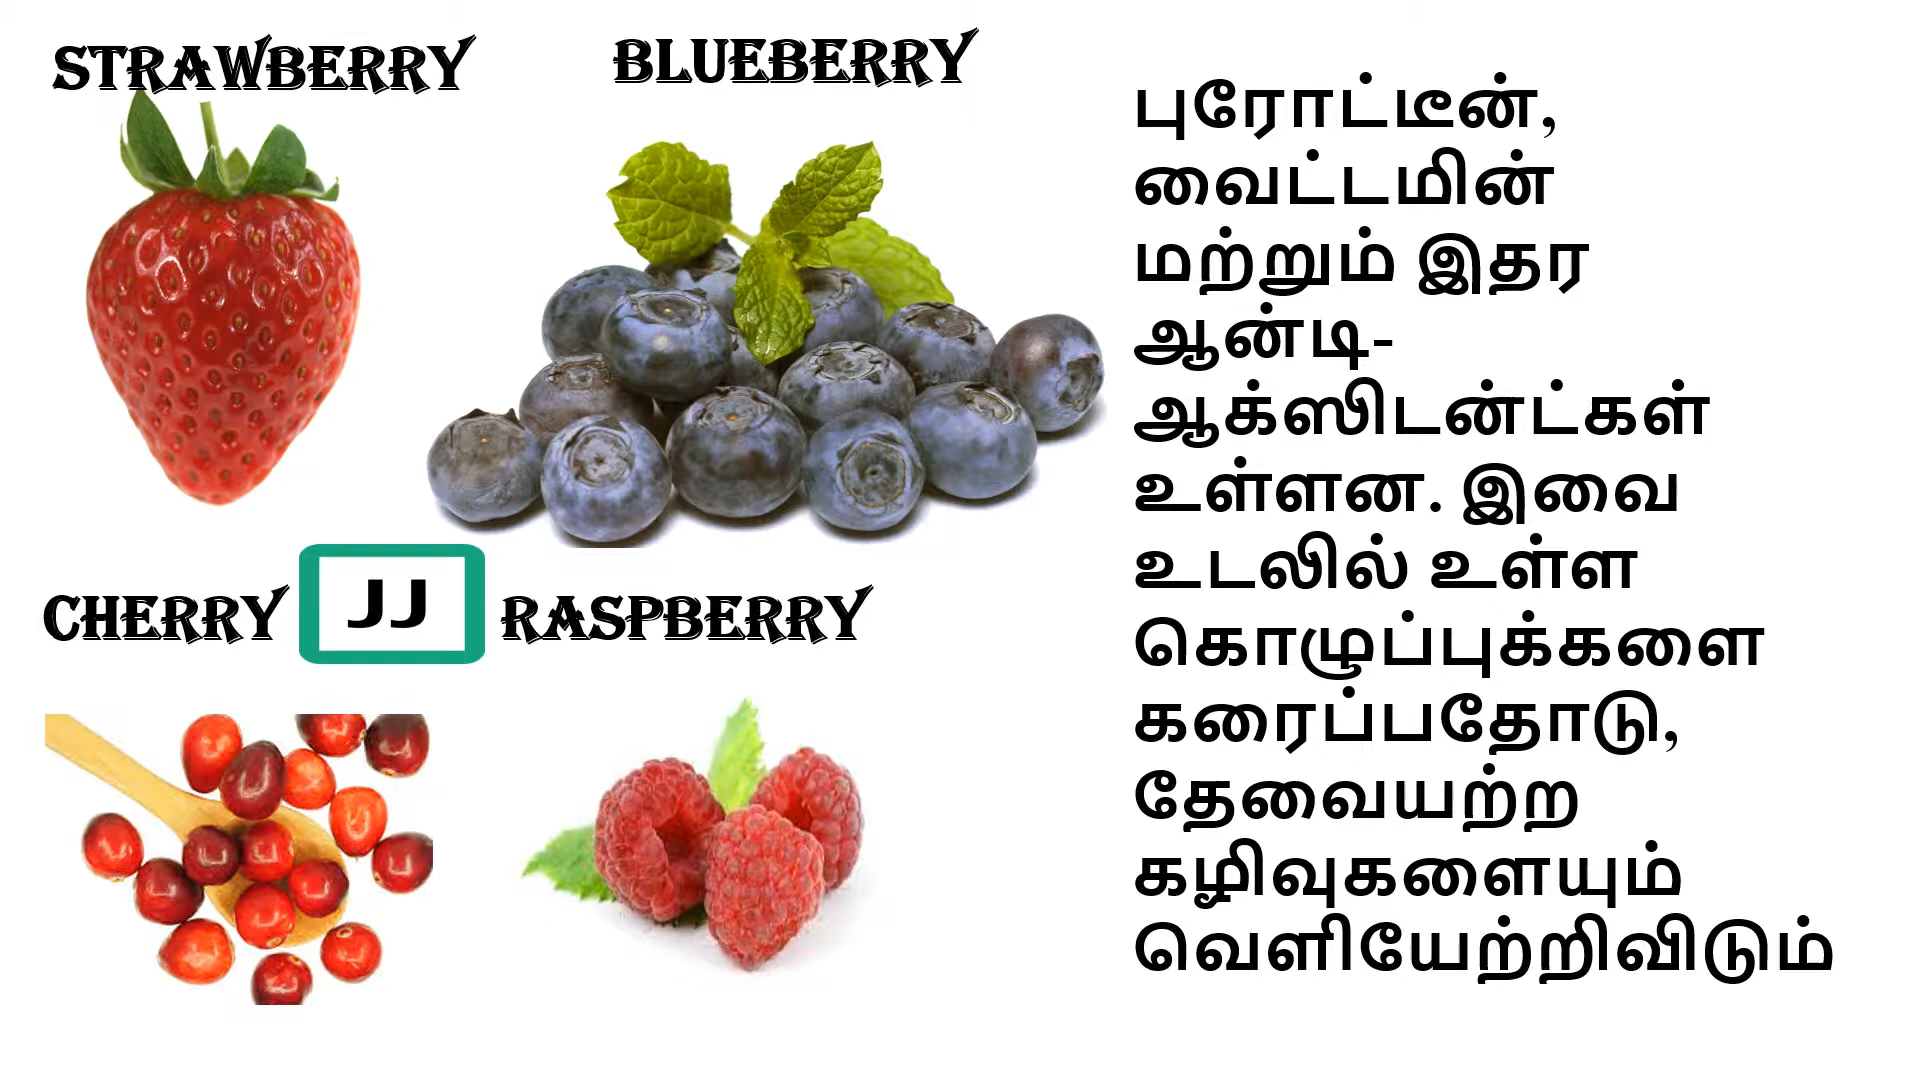 STRAWBERRY
BLUEBERRY
CHERRY
JJ
RASPBERRY
புரோட்டீன்,
வைட்டமின்
மற்றும் இதர
ஆன்டி-
ஆக்ஸிடன்ட்கள்
உள்ளன. இவை
உடலில் உள்ள
கொழுப்புக்களை
கரைப்பதோடு,
தேவையற்ற
கழிவுகளையும்
வெளியேற்றிவிடும்